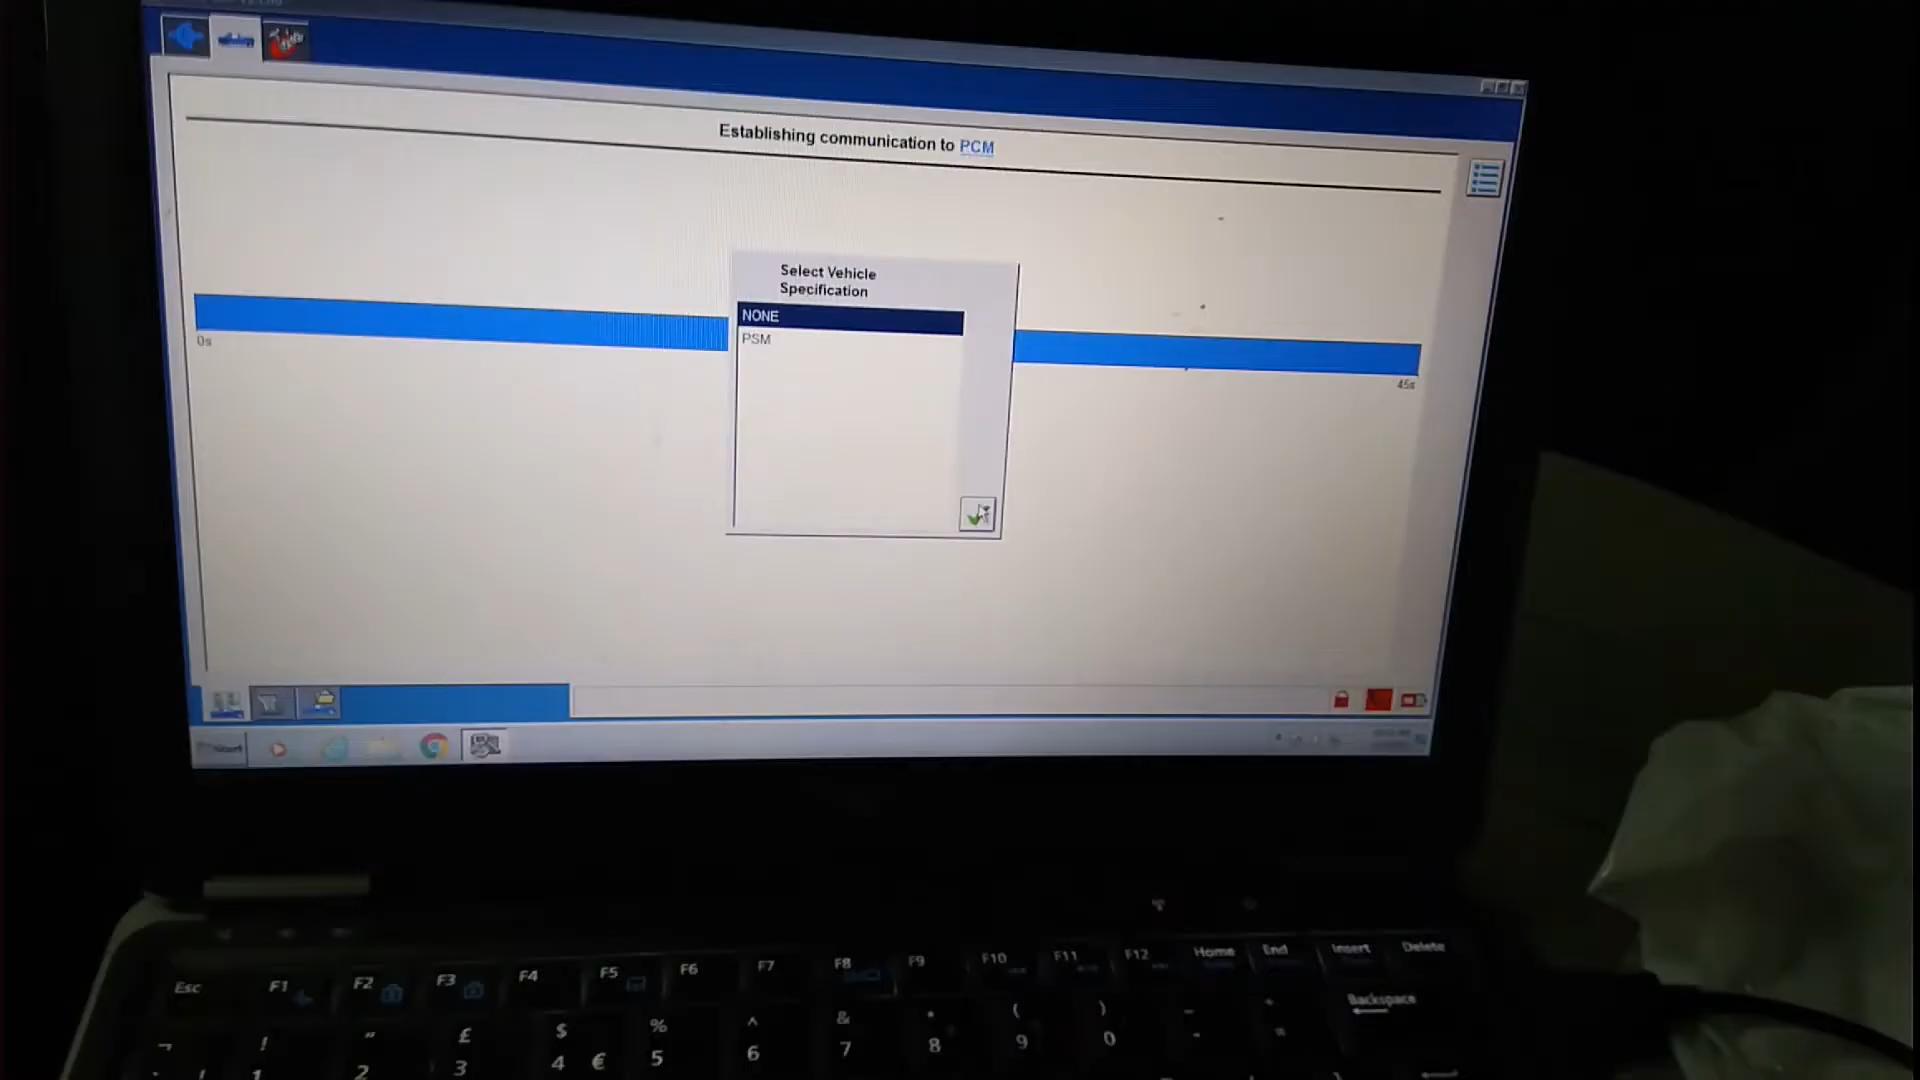 Establishing communication to PCM
Select Vehicle
Specification
NONE
PSM
0s
45s
Start
Esc
F1
F2
F3
F4
F5
F6
F7
F8
F9
F10
F11
F12
Home
End
Insert
Delete
Backspace
! 1
" 2
£ 3
$ 4 €
% 5
^ 6
& 7
* 8
( 9
) 0